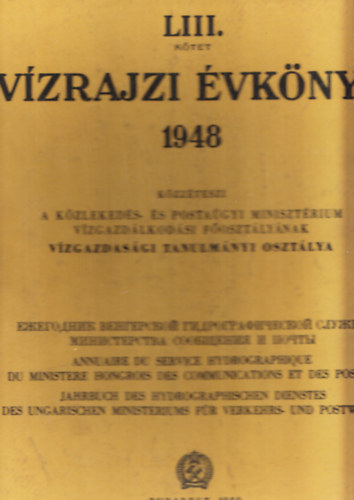 LIII.
KÖTET
VÍZRAJZI ÉVKÖNY
1948
KÖZZÉTESZI
A KÖZLEKEDÉS- ÉS POSTAÜGYI MINISZTÉRIUM
VÍZGAZDÁLKODÁSI FŐOSZTÁLYÁNAK
VÍZGAZDASÁGI TANULMÁNYI OSZTÁLYA
ЕЖЕГОДНИК ВЕНГЕРСКОЙ ГИДРОГРАФИЧЕСКОЙ СЛУЖ
МИНИСТЕРСТВА СООБЩЕНИЯ И ПОЧТЫ
ANNUAIRE DU SERVICE HYDROGRAPHIQUE
DU MINISTERE HONGROIS DES COMMUNICATIONS ET DES POS
JAHRBUCH DES HYDROGRAPHISCHEN DIENSTES
DES UNGARISCHEN MINISTERIUMS FÜR VERKEHRS- UND POSTW
BUDAPEST